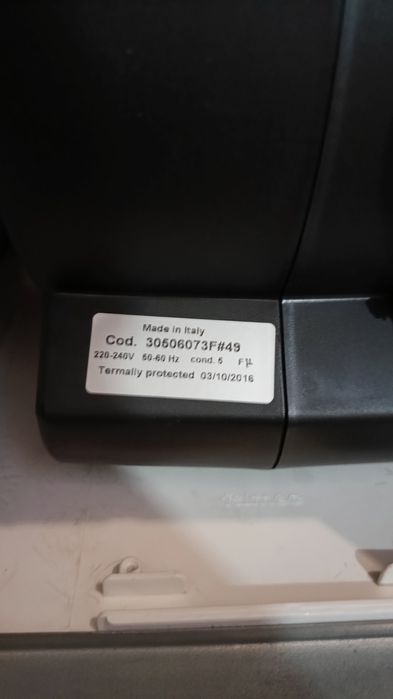 Made in Italy
Cod. 30506073F#49
220-240V 50-60 Hz cond. 5 Fµ
Termally protected 03/10/2016